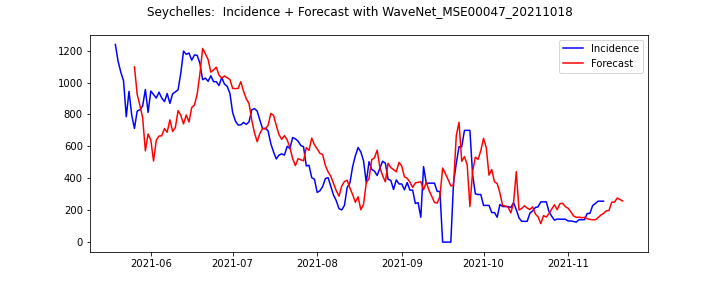 Seychelles:  Incidence + Forecast with WaveNet_MSE00047_20211018
Incidence
Forecast
1200
1000
800
600
400
200
0
2021-06 2021-07 2021-08 2021-09 2021-10 2021-11